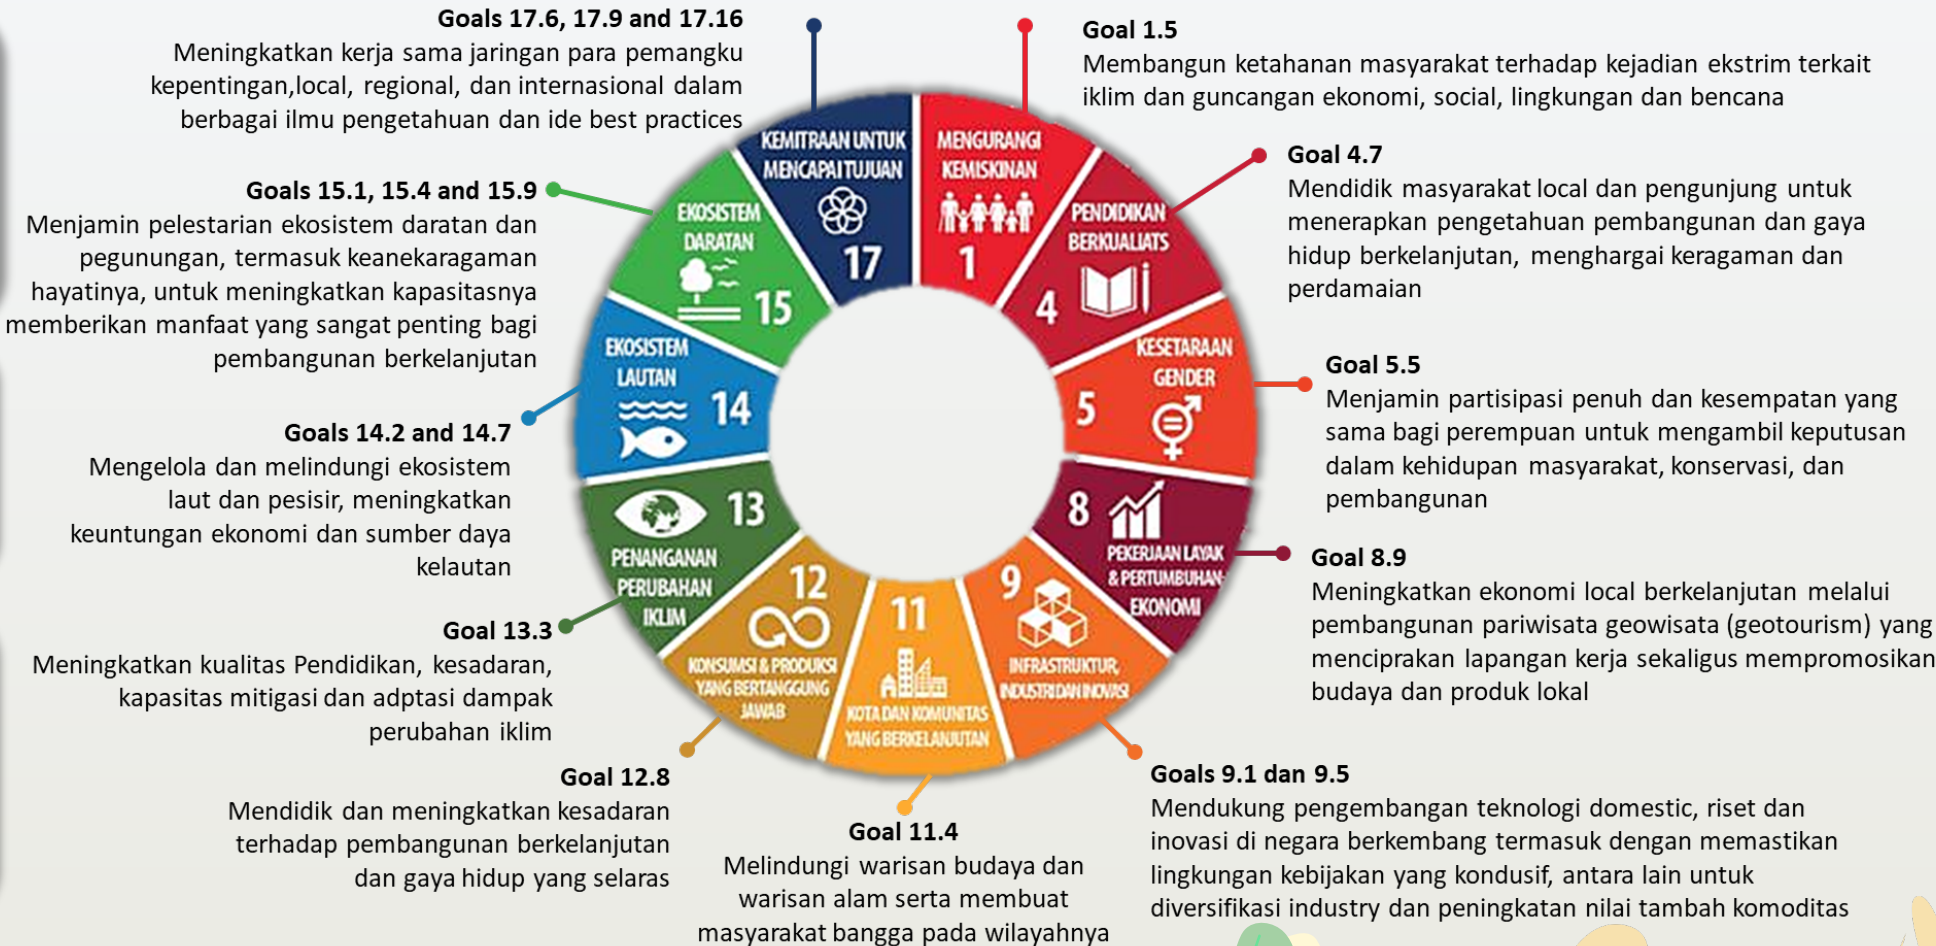 Goals 17.6, 17.9 and 17.16
Meningkatkan kerja sama jaringan para pemangku
kepentingan,local, regional, dan internasional dalam
berbagai ilmu pengetahuan dan ide best practices
Goal 1.5
Membangun ketahanan masyarakat terhadap kejadian ekstrim terkait
iklim dan guncangan ekonomi, social, lingkungan dan bencana
Goal 4.7
Mendidik masyarakat local dan pengunjung untuk
menerapkan pengetahuan pembangunan dan gaya
hidup berkelanjutan, menghargai keragaman dan
perdamaian
Goal 5.5
Menjamin partisipasi penuh dan kesempatan yang
sama bagi perempuan untuk mengambil keputusan
dalam kehidupan masyarakat, konservasi, dan
pembangunan
Goal 8.9
Meningkatkan ekonomi local berkelanjutan melalui
pembangunan pariwisata geowisata (geotourism) yang
menciprakan lapangan kerja sekaligus mempromosikan
budaya dan produk lokal
Goals 9.1 dan 9.5
Mendukung pengembangan teknologi domestic, riset dan
inovasi di negara berkembang termasuk dengan memastikan
lingkungan kebijakan yang kondusif, antara lain untuk
diversifikasi industry dan peningkatan nilai tambah komoditas
Goal 11.4
Melindungi warisan budaya dan
warisan alam serta membuat
masyarakat bangga pada wilayahnya
Goal 12.8
Mendidik dan meningkatkan kesadaran
terhadap pembangunan berkelanjutan
dan gaya hidup yang selaras
Goal 13.3
Meningkatkan kualitas Pendidikan, kesadaran,
kapasitas mitigasi dan adptasi dampak
perubahan iklim
Goals 14.2 and 14.7
Mengelola dan melindungi ekosistem
laut dan pesisir, meningkatkan
keuntungan ekonomi dan sumber daya
kelautan
Goals 15.1, 15.4 and 15.9
Menjamin pelestarian ekosistem daratan dan
pegunungan, termasuk keanekaragaman
hayatinya, untuk meningkatkan kapasitasnya
memberikan manfaat yang sangat penting bagi
pembangunan berkelanjutan
KEMITRAAN UNTUK
MENCAPAI TUJUAN
17
MENGURANGI
KEMISKINAN
1
PENDIDIKAN
BERKUALIATS
4
KESETARAAN
GENDER
5
8
PEKERJAAN LAYAK
& PERTUMBUHAN
EKONOMI
9
INFRASTRUKTUR,
INDUSTRI DAN INOVASI
11
KOTA DAN KOMUNITAS
YANG BERKELANJUTAN
12
KONSUMSI & PRODUKSI
YANG BERTANGGUNG
JAWAB
13
PENANGANAN
PERUBAHAN
IKLIM
EKOSISTEM
LAUTAN
14
EKOSISTEM
DARATAN
15